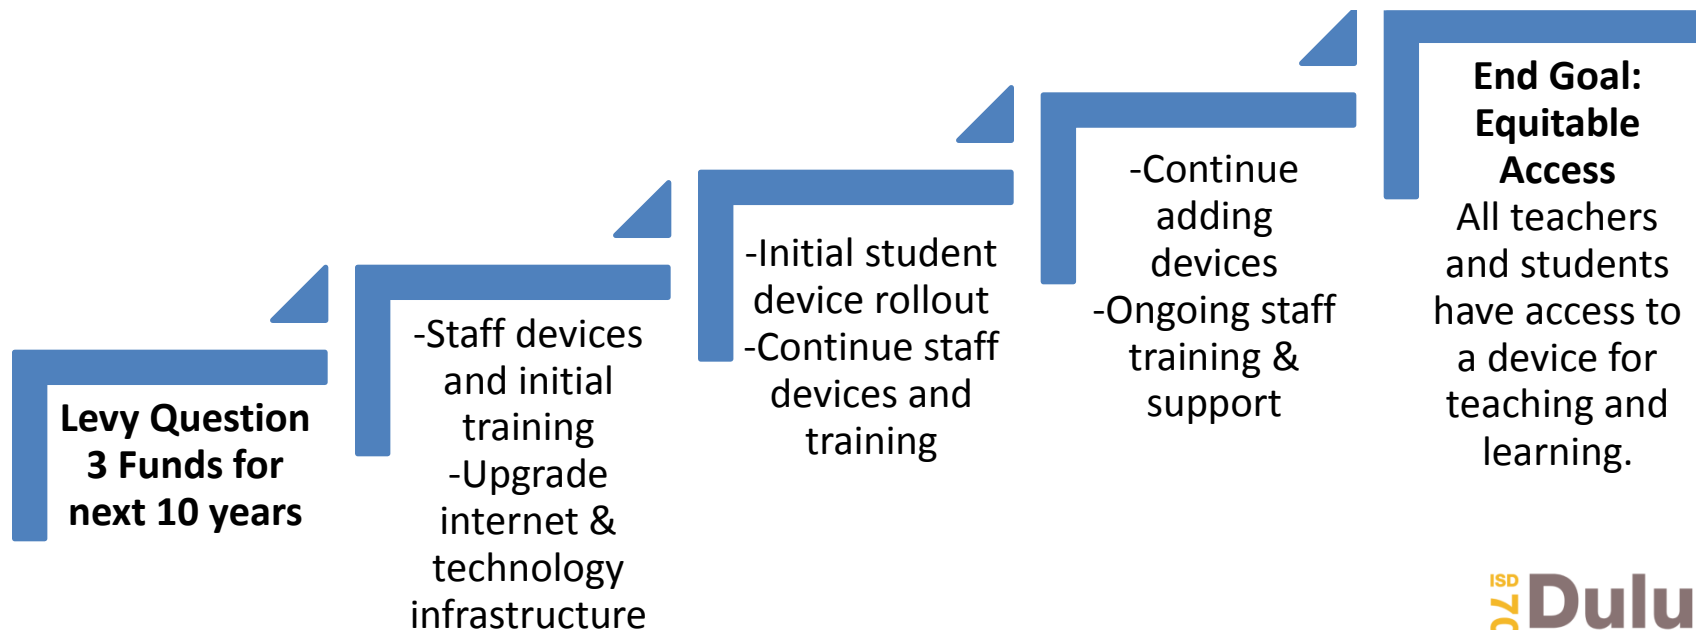 Levy Question
3 Funds for
next 10 years
-Staff devices
and initial
training
-Upgrade
internet &
technology
infrastructure
-Initial student
device rollout
-Continue staff
devices and
training
-Continue
adding
devices
-Ongoing staff
training &
support
End Goal:
Equitable
Access
All teachers
and students
have access to
a device for
teaching and
learning.
ISD
Dulu